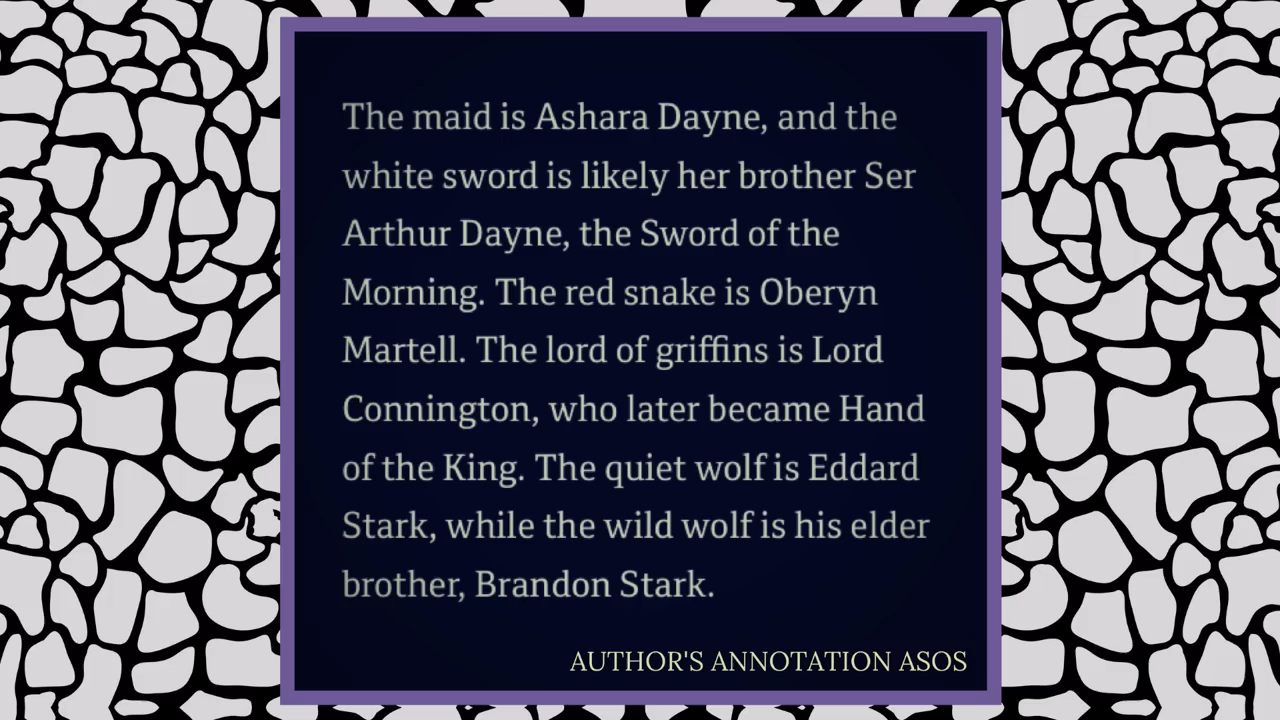 The maid is Ashara Dayne, and the
white sword is likely her brother Ser
Arthur Dayne, the Sword of the
Morning. The red snake is Oberyn
Martell. The lord of griffins is Lord
Connington, who later became Hand
of the King. The quiet wolf is Eddard
Stark, while the wild wolf is his elder
brother, Brandon Stark.
AUTHOR'S ANNOTATION ASOS